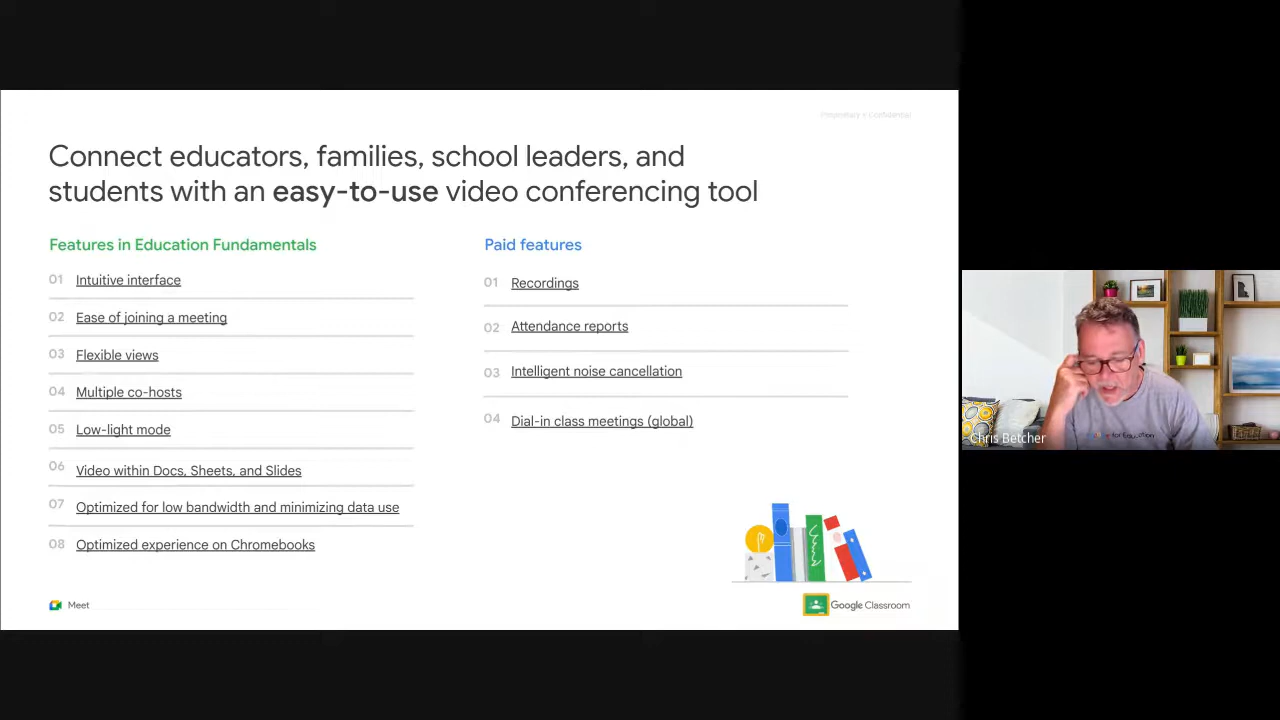 Proprietary + Confidential
Connect educators, families, school leaders, and
students with an easy-to-use video conferencing tool
Features in Education Fundamentals
01 Intuitive interface
02 Ease of joining a meeting
03 Flexible views
04 Multiple co-hosts
05 Low-light mode
06 Video within Docs, Sheets, and Slides
07 Optimized for low bandwidth and minimizing data use
08 Optimized experience on Chromebooks
Paid features
01 Recordings
02 Attendance reports
03 Intelligent noise cancellation
04 Dial-in class meetings (global)
Meet
Google Classroom
for Education
Chris Betcher